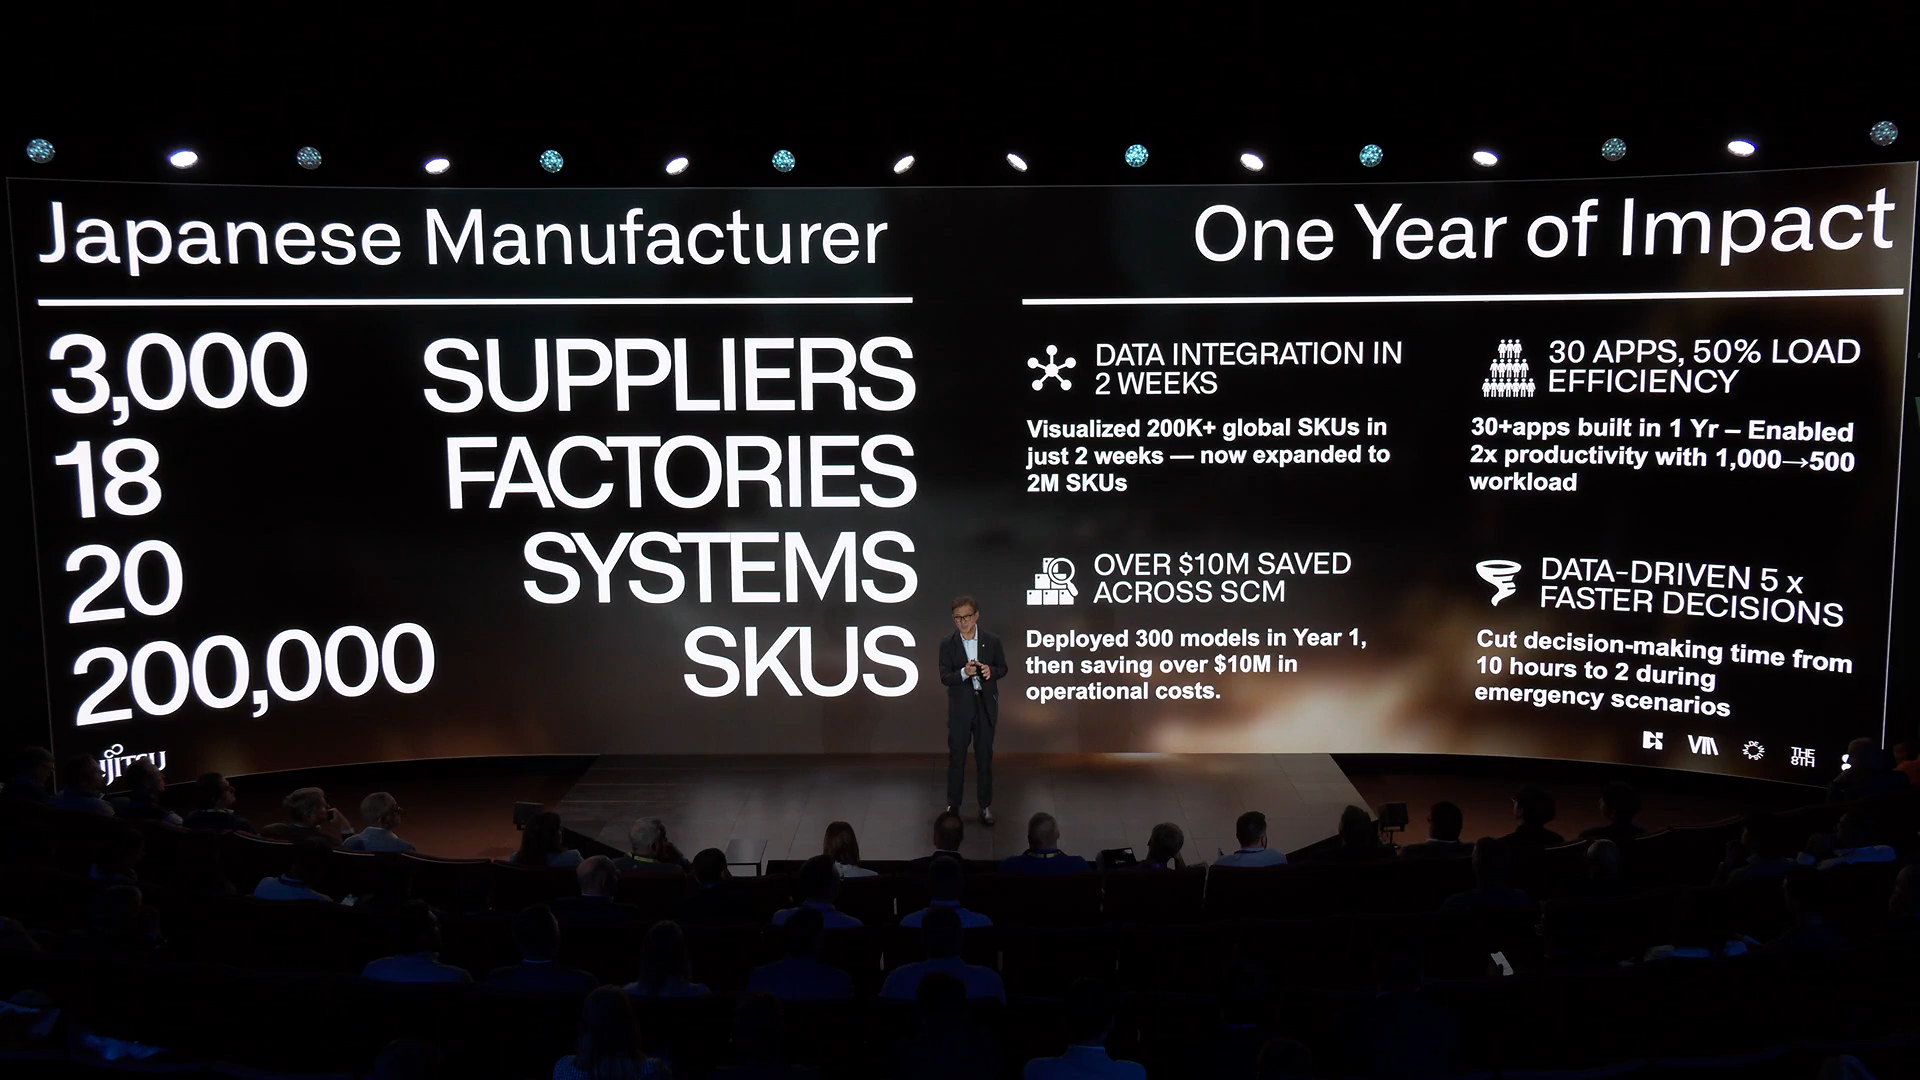 Japanese Manufacturer
3,000 SUPPLIERS
18 FACTORIES
20 SYSTEMS
200,000 SKUS
One Year of Impact
DATA INTEGRATION IN
2 WEEKS
Visualized 200K+ global SKUs in
just 2 weeks — now expanded to
2M SKUs
30 APPS, 50% LOAD
EFFICIENCY
30+apps built in 1 Yr – Enabled
2x productivity with 1,000→500
workload
OVER $10M SAVED
ACROSS SCM
Deployed 300 models in Year 1,
then saving over $10M in
operational costs.
DATA-DRIVEN 5 x
FASTER DECISIONS
Cut decision-making time from
10 hours to 2 during
emergency scenarios
THE
8TH